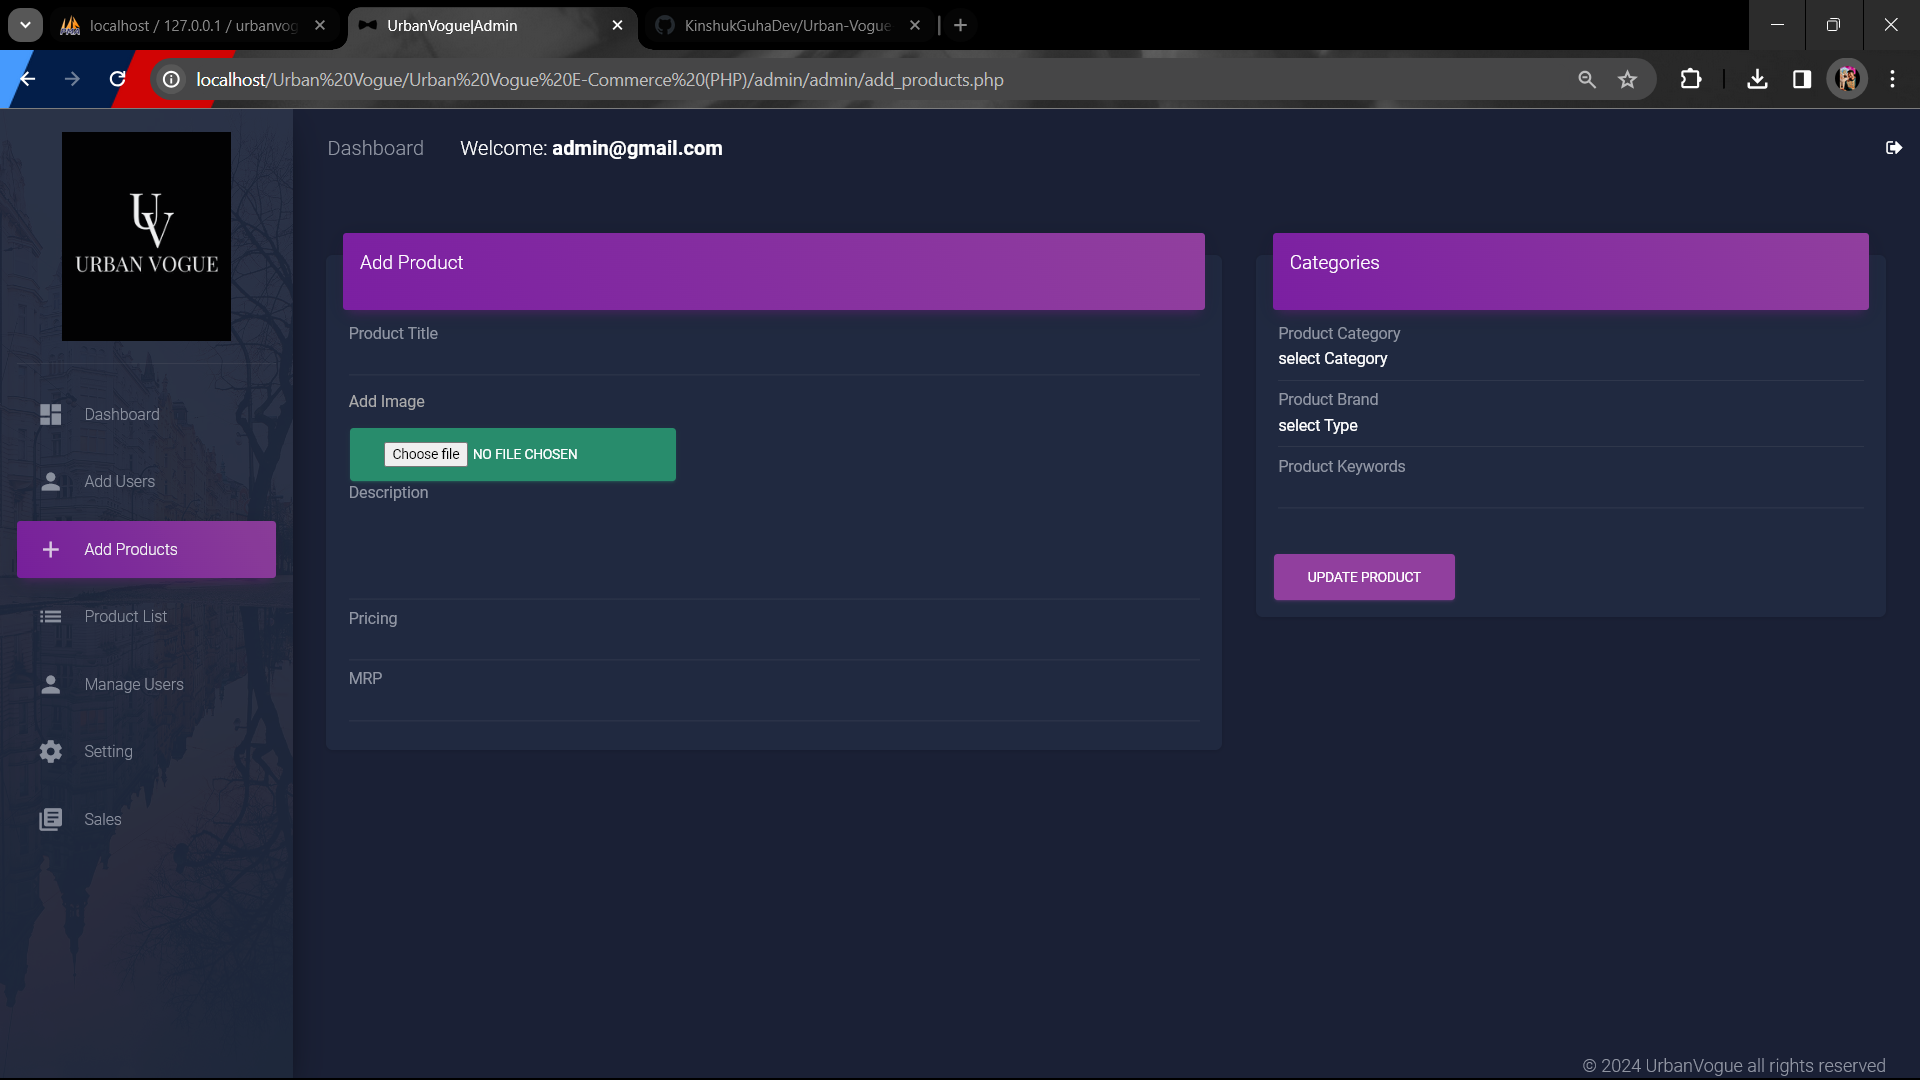 localhost / 127.0.0.1 / urbanvog
UrbanVogue|Admin
KinshukGuhaDev/Urban-Vogue
localhost/Urban%20Vogue/Urban%20Vogue%20E-Commerce%20(PHP)/admin/admin/add_products.php
UV
URBAN VOGUE
Dashboard
Add Users
Add Products
Product List
Manage Users
Setting
Sales
Dashboard
Welcome: admin@gmail.com
Add Product
Product Title
Add Image
Choose file NO FILE CHOSEN
Description
Pricing
MRP
Categories
Product Category
select Category
Product Brand
select Type
Product Keywords
UPDATE PRODUCT
© 2024 UrbanVogue all rights reserved